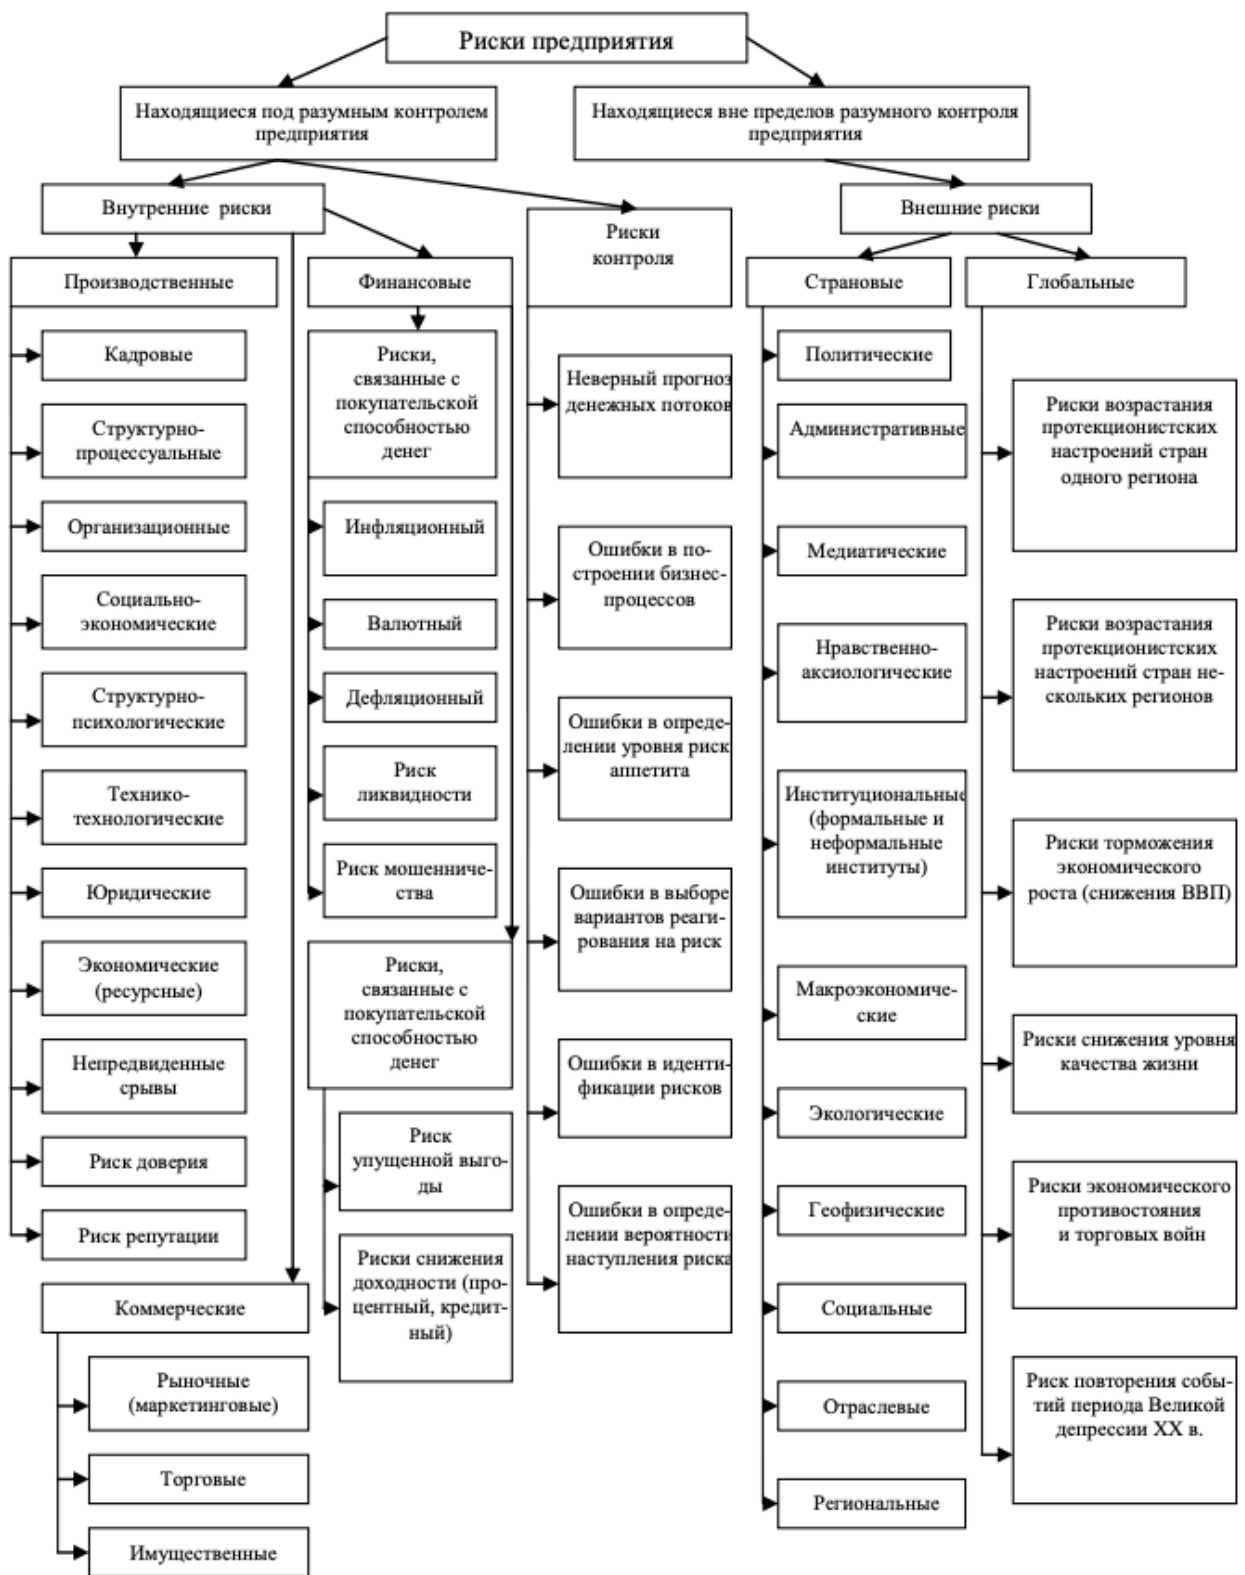 Риски предприятия
Находящиеся под разумным контролем
предприятия
Находящиеся вне пределов разумного контроля
предприятия
Внутренние риски
Производственные
Кадровые
Структурно-
процессуальные
Организационные
Социально-
экономические
Структурно-
психологические
Технико-
технологические
Юридические
Экономические
(ресурсные)
Непредвиденные
срывы
Риск доверия
Риск репутации
Коммерческие
Рыночные
(маркетинговые)
Торговые
Имущественные
Финансовые
Риски,
связанные с
покупательской
способностью
денег
Инфляционный
Валютный
Дефляционный
Риск
ликвидности
Риск мошенниче-
ства
Риски,
связанные с
покупательской
способностью
денег
Риск
упущенной выго-
ды
Риски снижения
доходности (про-
центный, кредит-
ный)
Риски
контроля
Неверный прогноз
денежных потоков
Ошибки в по-
строении бизнес-
процессов
Ошибки в опреде-
лении уровня риск
аппетита
Ошибки в выборе
вариантов реаги-
рования на риск
Ошибки в иденти-
фикации рисков
Ошибки в опреде-
лении вероятности
наступления риска
Внешние риски
Страновые
Политические
Административные
Медиатические
Нравственно-
аксиологические
Институциональные
(формальные и
неформальные
институты)
Макроэкономиче-
ские
Экологические
Геофизические
Социальные
Отраслевые
Региональные
Глобальные
Риски возрастания
протекционистских
настроений стран
одного региона
Риски возрастания
протекционистских
настроений стран не-
скольких регионов
Риски торможения
экономического
роста (снижения ВВП)
Риски снижения уровня
качества жизни
Риски экономического
противостояния
и торговых войн
Риск повторения собы-
тий периода Великой
депрессии XX в.